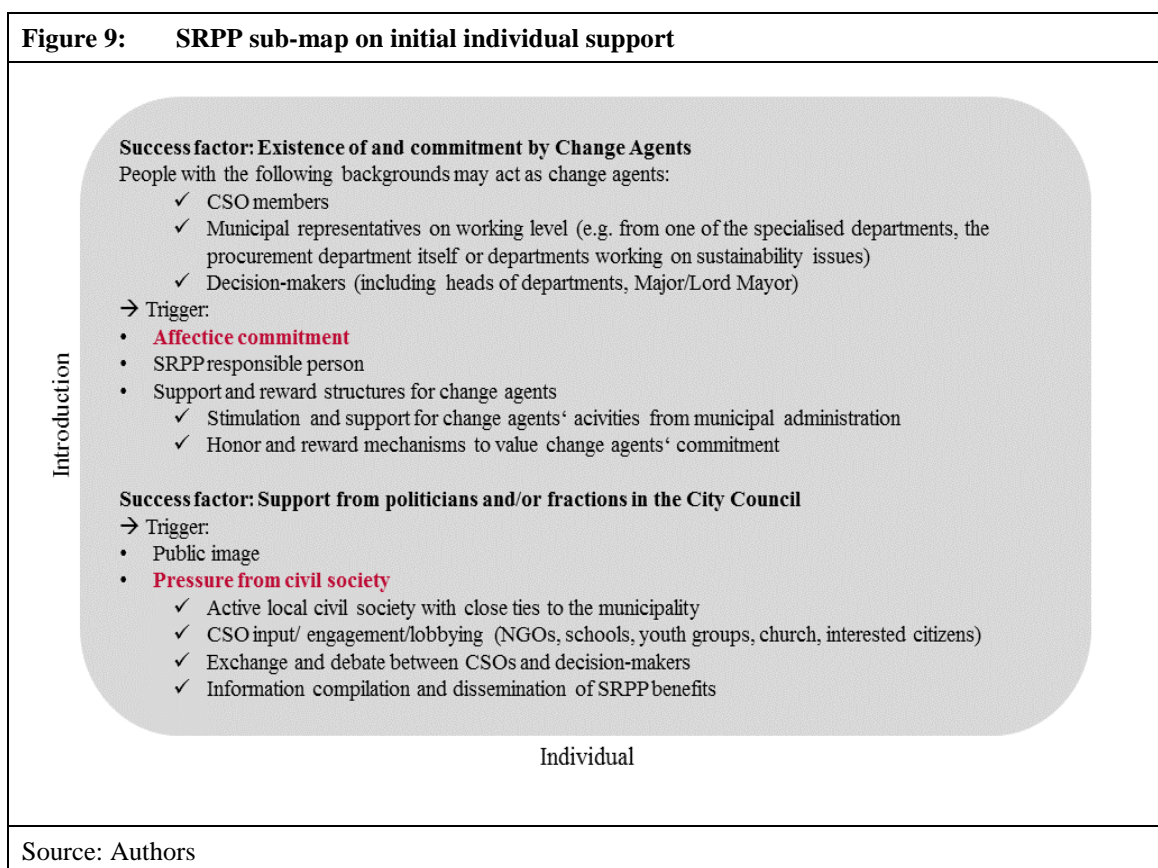 Figure 9: SRPP sub-map on initial individual support
Success factor: Existence of and commitment by Change Agents
People with the following backgrounds may act as change agents:
✓ CSO members
✓ Municipal representatives on working level (e.g. from one of the specialised departments, the
procurement department itself or departments working on sustainability issues)
✓ Decision-makers (including heads of departments, Major/Lord Mayor)
→ Trigger:
• Affectice commitment
• SRPP responsible person
• Support and reward structures for change agents
✓ Stimulation and support for change agents‘ acivities from municipal administration
✓ Honor and reward mechanisms to value change agents‘ commitment
Success factor: Support from politicians and/or fractions in the City Council
→ Trigger:
• Public image
• Pressure from civil society
✓ Active local civil society with close ties to the municipality
✓ CSO input/ engagement/lobbying (NGOs, schools, youth groups, church, interested citizens)
✓ Exchange and debate between CSOs and decision-makers
✓ Information compilation and dissemination of SRPP benefits
Introduction
Individual
Source: Authors